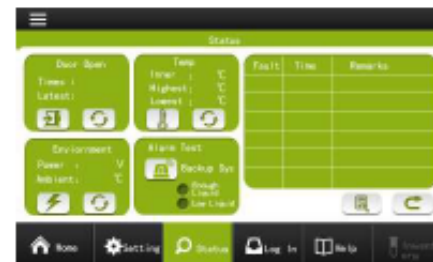 Status
Door Open
Times :
Latest:
Temp
Inner : ℃
Highest: ℃
Lowest : ℃
Fault Time Remarks
Enviornment
Power : V
Ambient: ℃
Alarm Test
Backup Sys
Enough
Liquid
Low Liquid
Home
Setting
Status
Log In
Help